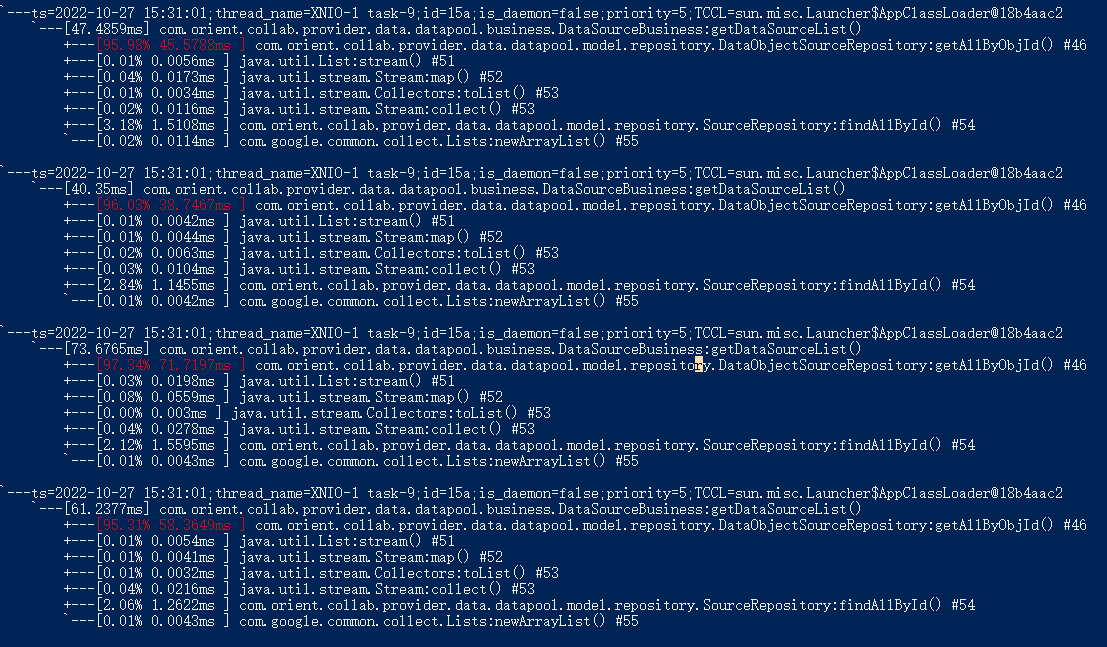 `---ts=2022-10-27 15:31:01;thread_name=XNIO-1 task-9;id=15a;is_daemon=false;priority=5;TCCL=sun.misc.Launcher$AppClassLoader@18b4aac2
`---[47.4859ms] com.orient.collab.provider.data.datapool.business.DataSourceBusiness:getDataSourceList()
+---[95.98% 45.5788ms ] com.orient.collab.provider.data.datapool.model.repository.DataObjectSourceRepository:getAllByObjId() #46
+---[0.01% 0.0056ms ] java.util.List:stream() #51
+---[0.04% 0.0173ms ] java.util.stream.Stream:map() #52
+---[0.01% 0.0034ms ] java.util.stream.Collectors:toList() #53
+---[0.02% 0.0116ms ] java.util.stream.Stream:collect() #53
+---[3.18% 1.5108ms ] com.orient.collab.provider.data.datapool.model.repository.SourceRepository:findAllById() #54
`---[0.02% 0.0114ms ] com.google.common.collect.Lists:newArrayList() #55
`---ts=2022-10-27 15:31:01;thread_name=XNIO-1 task-9;id=15a;is_daemon=false;priority=5;TCCL=sun.misc.Launcher$AppClassLoader@18b4aac2
`---[40.35ms] com.orient.collab.provider.data.datapool.business.DataSourceBusiness:getDataSourceList()
+---[96.03% 38.7467ms ] com.orient.collab.provider.data.datapool.model.repository.DataObjectSourceRepository:getAllByObjId() #46
+---[0.01% 0.0042ms ] java.util.List:stream() #51
+---[0.01% 0.0044ms ] java.util.stream.Stream:map() #52
+---[0.02% 0.0063ms ] java.util.stream.Collectors:toList() #53
+---[0.03% 0.0104ms ] java.util.stream.Stream:collect() #53
+---[2.84% 1.1455ms ] com.orient.collab.provider.data.datapool.model.repository.SourceRepository:findAllById() #54
`---[0.01% 0.0042ms ] com.google.common.collect.Lists:newArrayList() #55
`---ts=2022-10-27 15:31:01;thread_name=XNIO-1 task-9;id=15a;is_daemon=false;priority=5;TCCL=sun.misc.Launcher$AppClassLoader@18b4aac2
`---[73.6765ms] com.orient.collab.provider.data.datapool.business.DataSourceBusiness:getDataSourceList()
+---[97.34% 71.7197ms ] com.orient.collab.provider.data.datapool.model.repository.DataObjectSourceRepository:getAllByObjId() #46
+---[0.03% 0.0198ms ] java.util.List:stream() #51
+---[0.08% 0.0559ms ] java.util.stream.Stream:map() #52
+---[0.00% 0.003ms ] java.util.stream.Collectors:toList() #53
+---[0.04% 0.0278ms ] java.util.stream.Stream:collect() #53
+---[2.12% 1.5595ms ] com.orient.collab.provider.data.datapool.model.repository.SourceRepository:findAllById() #54
`---[0.01% 0.0043ms ] com.google.common.collect.Lists:newArrayList() #55
`---ts=2022-10-27 15:31:01;thread_name=XNIO-1 task-9;id=15a;is_daemon=false;priority=5;TCCL=sun.misc.Launcher$AppClassLoader@18b4aac2
`---[61.2377ms] com.orient.collab.provider.data.datapool.business.DataSourceBusiness:getDataSourceList()
+---[95.31% 58.3649ms ] com.orient.collab.provider.data.datapool.model.repository.DataObjectSourceRepository:getAllByObjId() #46
+---[0.01% 0.0054ms ] java.util.List:stream() #51
+---[0.01% 0.0041ms ] java.util.stream.Stream:map() #52
+---[0.01% 0.0032ms ] java.util.stream.Collectors:toList() #53
+---[0.04% 0.0216ms ] java.util.stream.Stream:collect() #53
+---[2.06% 1.2622ms ] com.orient.collab.provider.data.datapool.model.repository.SourceRepository:findAllById() #54
`---[0.01% 0.0043ms ] com.google.common.collect.Lists:newArrayList() #55